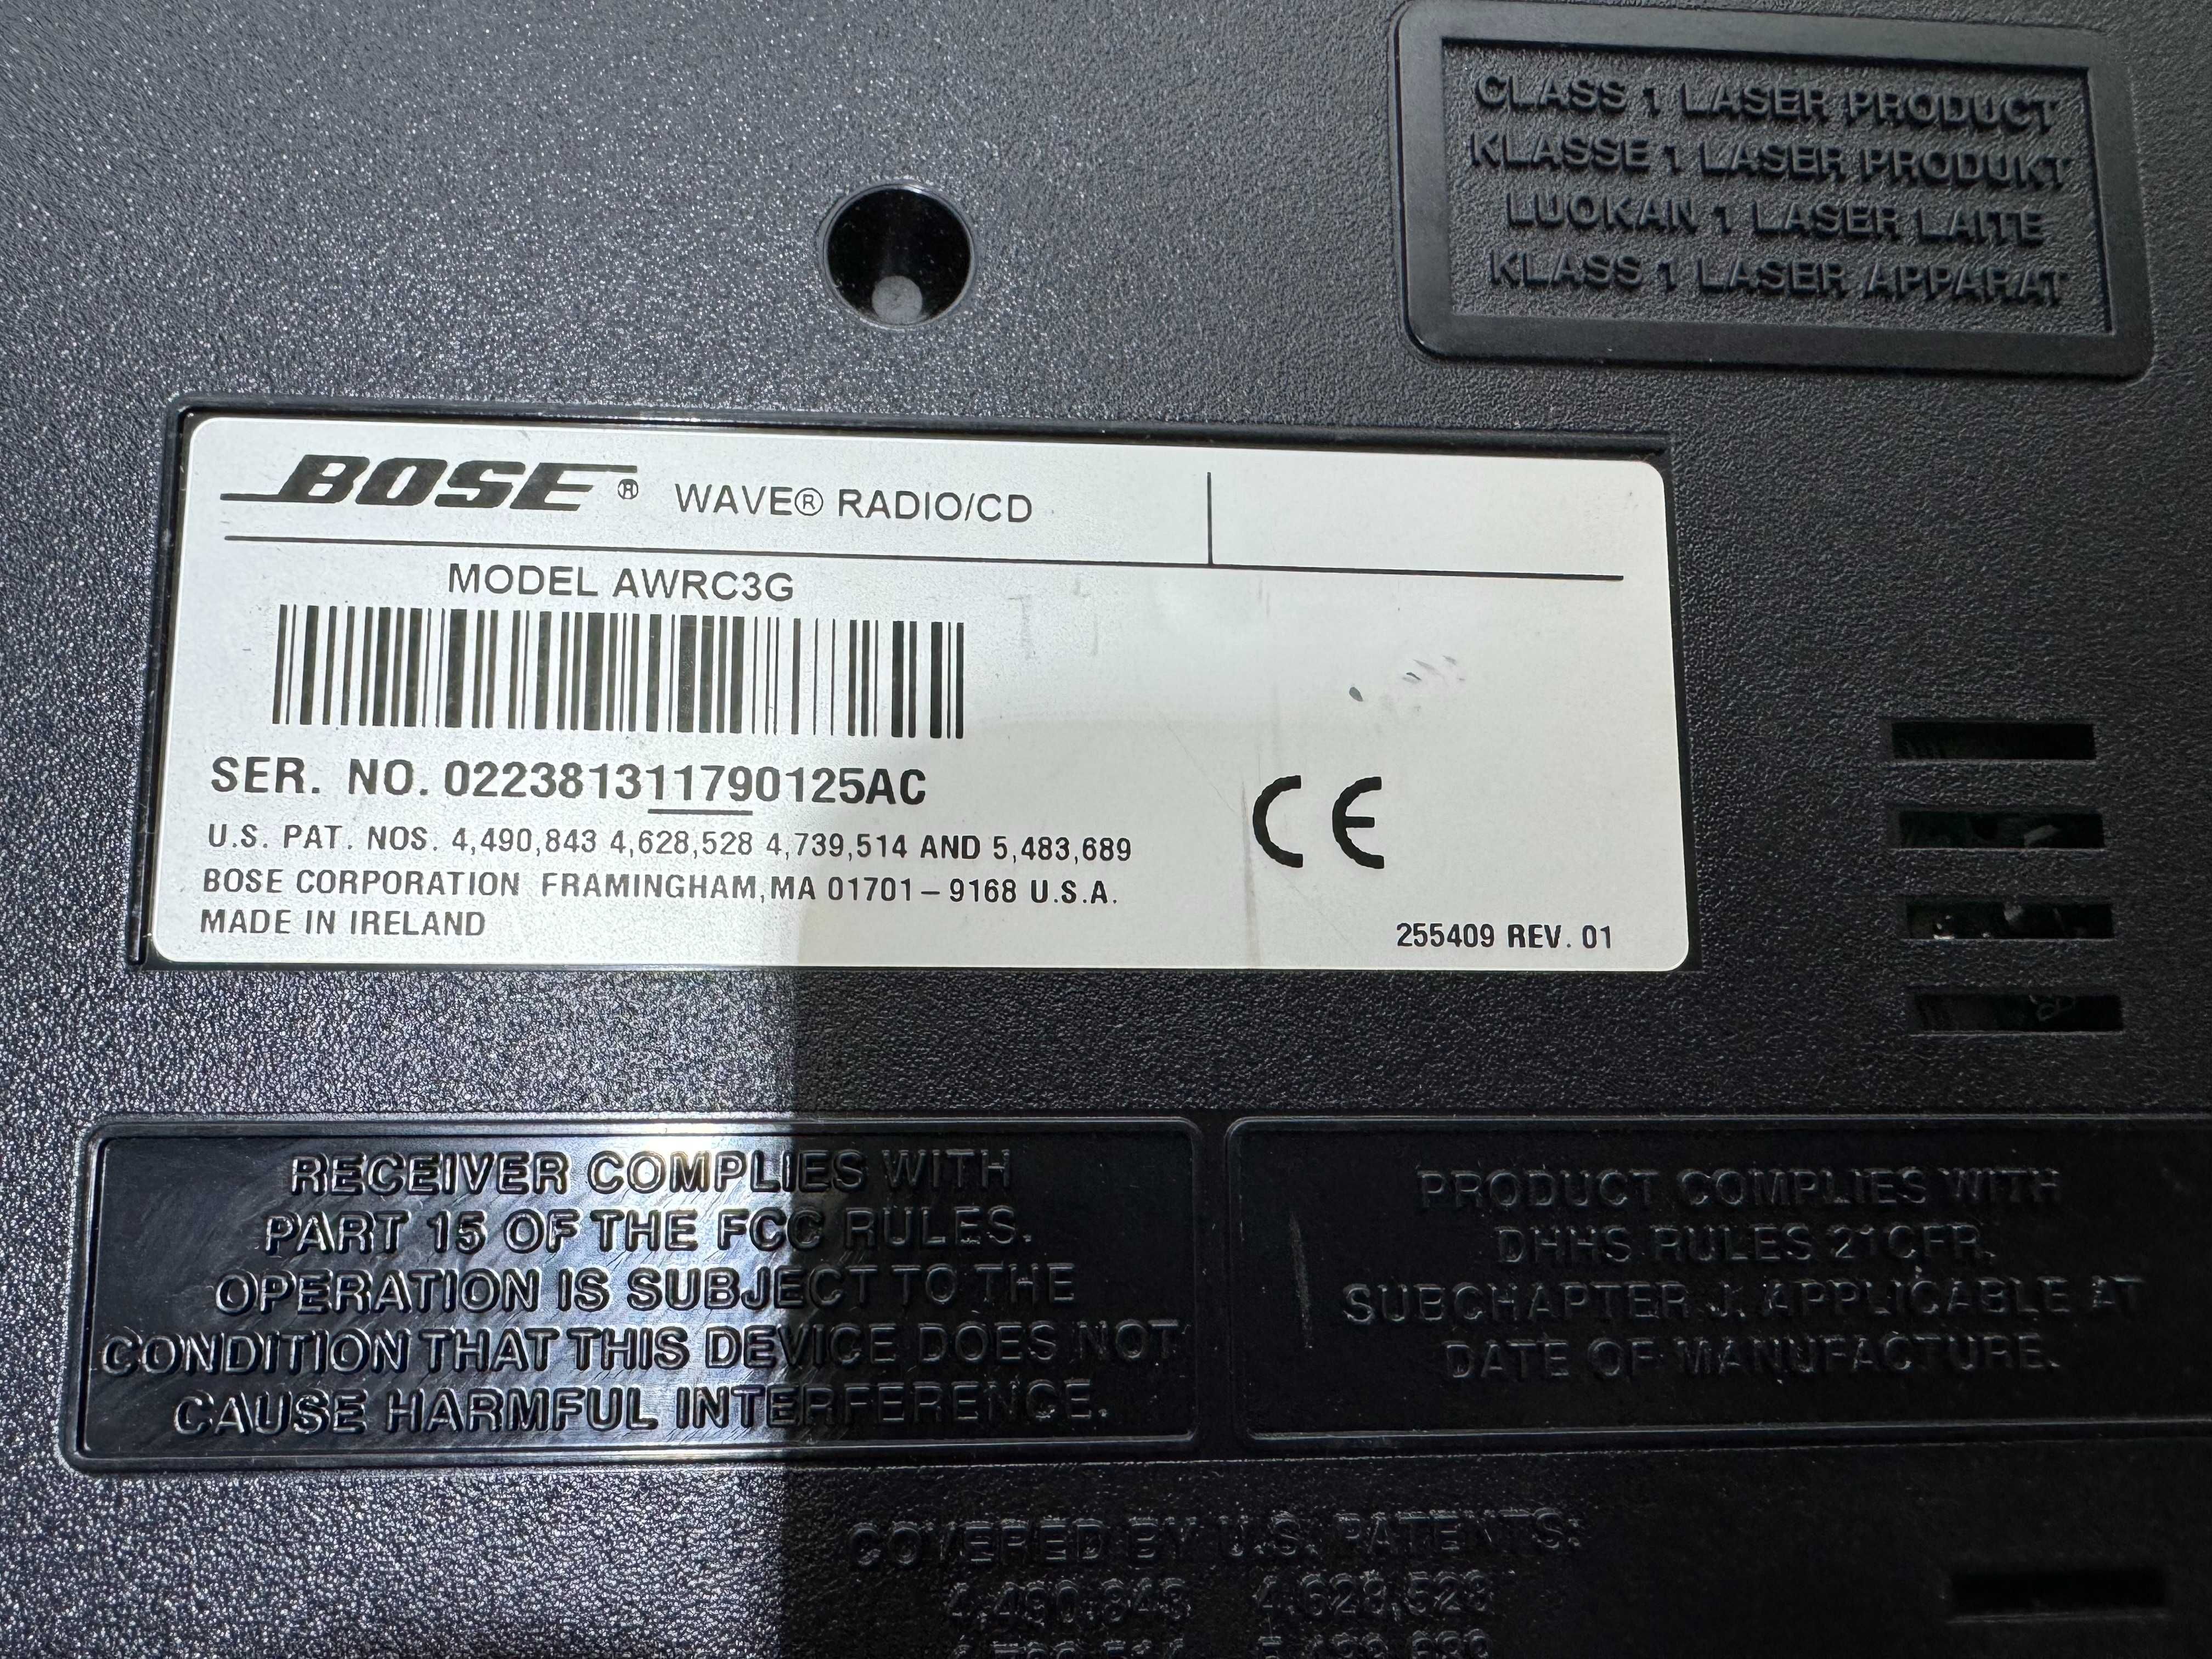 CLASS 1 LASER PRODUCT
KLASSE 1 LASER PRODUKT
LUOKAN 1 LASER LAITE
KLASS 1 LASER APPARAT
BOSE® WAVE® RADIO/CD
MODEL AWRC3G
SER. NO. 022381311790125AC
U.S. PAT. NOS. 4,490,843 4,628,528 4,739,514 AND 5,483,689
BOSE CORPORATION FRAMINGHAM,MA 01701–9168 U.S.A.
MADE IN IRELAND
CE
255409 REV. 01
RECEIVER COMPLIES WITH
PART 15 OF THE FCC RULES.
OPERATION IS SUBJECT TO THE
CONDITION THAT THIS DEVICE DOES NOT
CAUSE HARMFUL INTERFERENCE.
PRODUCT COMPLIES WITH
DHHS RULES 21CFR,
SUBCHAPTER J. APPLICABLE AT
DATE OF MANUFACTURE.
COVERED BY U.S. PATENTS:
4,490,843 4,628,528